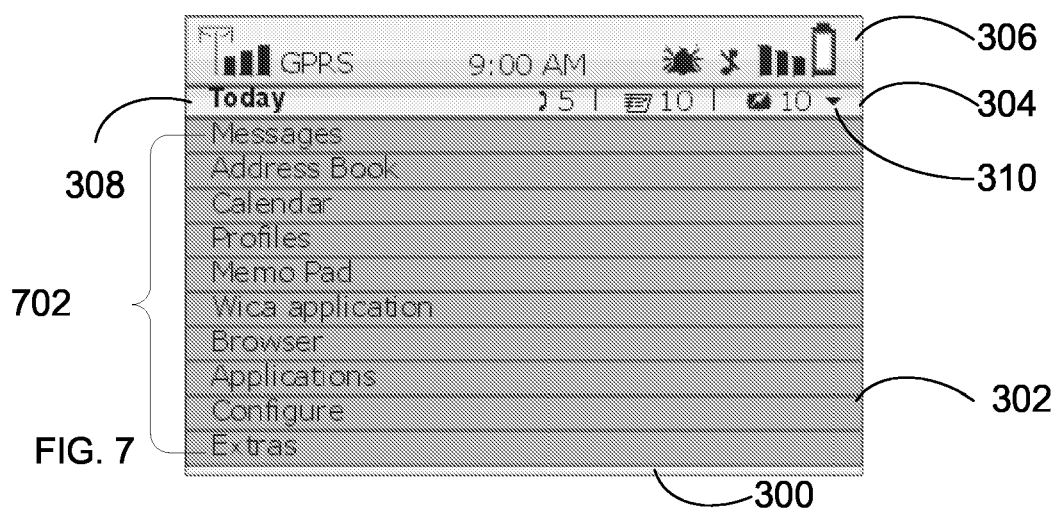 306
GPRS 9:00 AM
Today 5 | 10 | 10 304
308 Messages 310
Address Book
Calendar
Profiles
Memo Pad
702 Wica application
Browser
Applications
Configure 302
FIG. 7 Extras
300